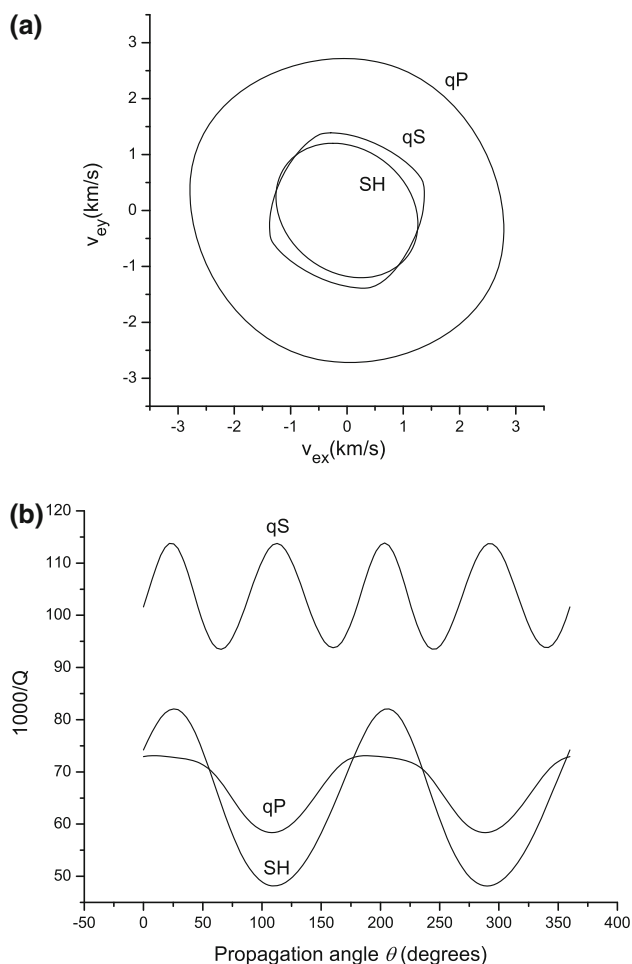 (a)
3
2
1
0
-1
-2
-3
v_ey(km/s)
qP
qS
SH
-3 -2 -1 0 1 2 3
v_ex(km/s)
(b)
120
110
100
90
80
70
60
50
1000/Q
qS
qP
SH
-50 0 50 100 150 200 250 300 350 400
Propagation angle θ (degrees)